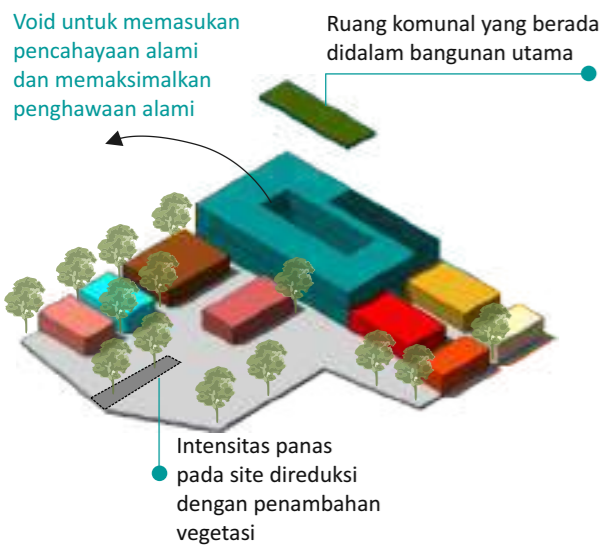 Void untuk memasukan
pencahayaan alami
dan memaksimalkan
penghawaan alami
Ruang komunal yang berada
didalam bangunan utama
Intensitas panas
pada site direduksi
dengan penambahan
vegetasi